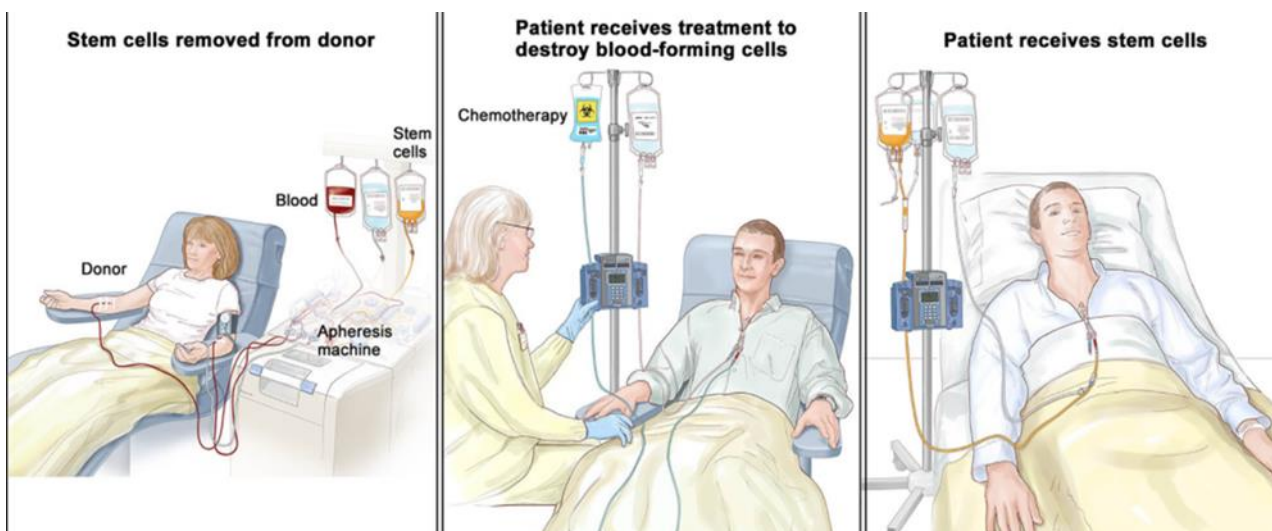 Stem cells removed from donor
Stem
cells
Blood
Donor
Apheresis
machine
Patient receives treatment to
destroy blood-forming cells
Chemotherapy
Patient receives stem cells